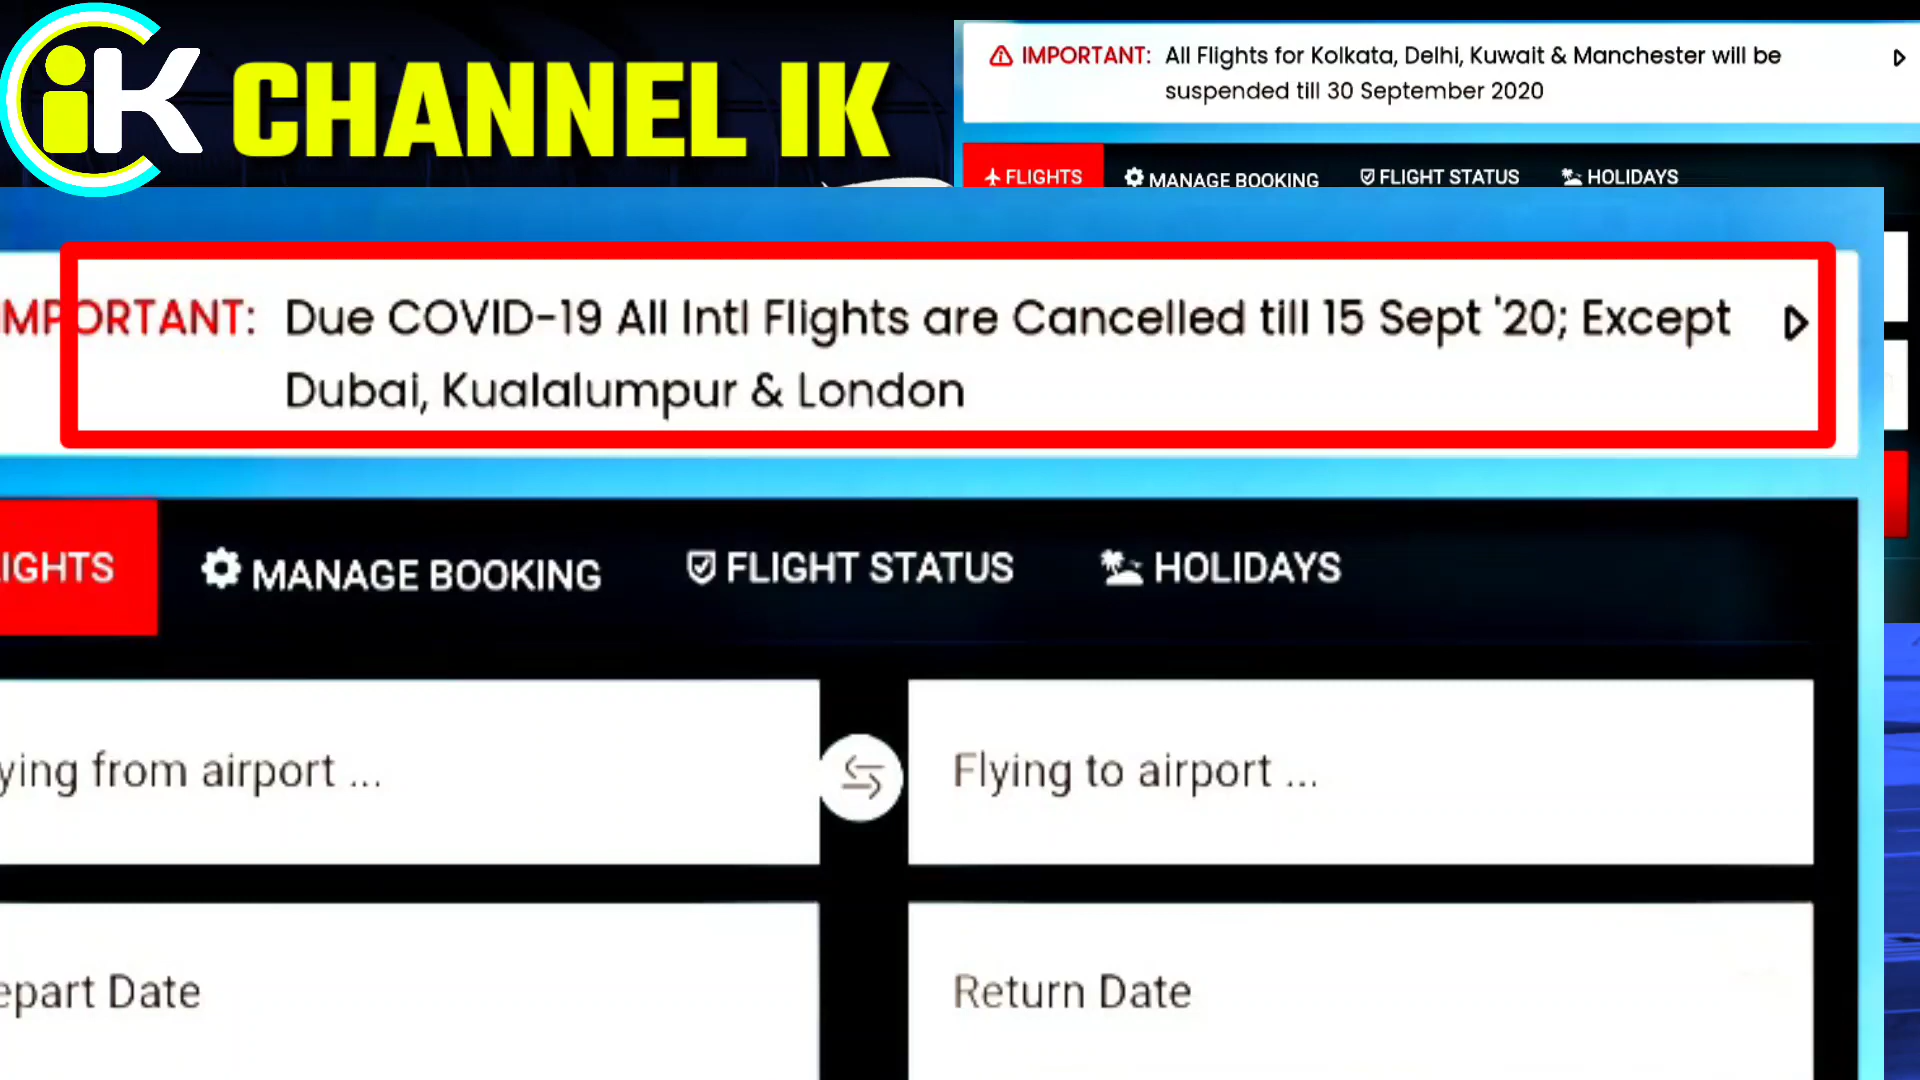 iK CHANNEL IK
IMPORTANT: All Flights for Kolkata, Delhi, Kuwait & Manchester will be
suspended till 30 September 2020
FLIGHTS MANAGE BOOKING FLIGHT STATUS HOLIDAYS
MPORTANT: Due COVID-19 All Intl Flights are Cancelled till 15 Sept '20; Except
Dubai, Kualalumpur & London
IGHTS MANAGE BOOKING FLIGHT STATUS HOLIDAYS
ying from airport ...
Flying to airport ...
epart Date
Return Date